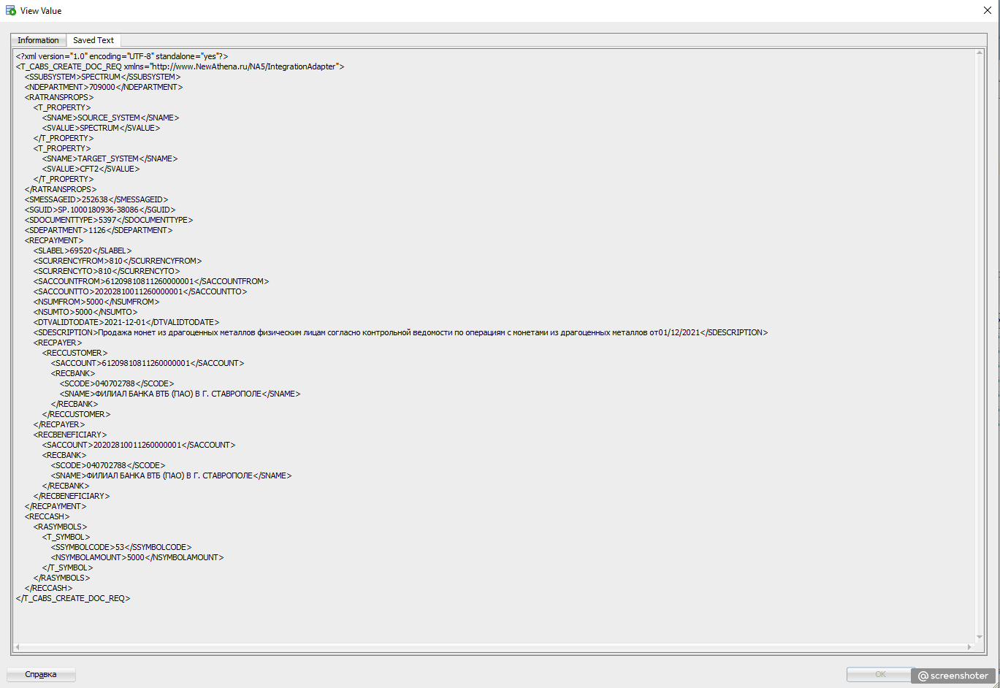 View Value
Information Saved Text
<?xml version="1.0" encoding="UTF-8" standalone="yes"?>
<T_CABS_CREATE_DOC_REQ xmlns="http://www.NewAthena.ru/NA5/IntegrationAdapter">
<SSUBSYSTEM>SPECTRUM</SSUBSYSTEM>
<NDEPARTMENT>709000</NDEPARTMENT>
<RATRANSPROPS>
<T_PROPERTY>
<SNAME>SOURCE_SYSTEM</SNAME>
<SVALUE>SPECTRUM</SVALUE>
</T_PROPERTY>
<T_PROPERTY>
<SNAME>TARGET_SYSTEM</SNAME>
<SVALUE>CFT2</SVALUE>
</T_PROPERTY>
</RATRANSPROPS>
<SMESSAGEID>252638</SMESSAGEID>
<SGUID>SP.1000180936-38086</SGUID>
<SDOCUMENTTYPE>5397</SDOCUMENTTYPE>
<SDEPARTMENT>1126</SDEPARTMENT>
<RECPAYMENT>
<SLABEL>69520</SLABEL>
<SCURRENCYFROM>810</SCURRENCYFROM>
<SCURRENCYTO>810</SCURRENCYTO>
<SACCOUNTFROM>61209810811260000001</SACCOUNTFROM>
<SACCOUNTTO>20202810011260000001</SACCOUNTTO>
<NSUMFROM>5000</NSUMFROM>
<NSUMTO>5000</NSUMTO>
<DTVALIDTODATE>2021-12-01</DTVALIDTODATE>
<SDESCRIPTION>Продажа монет из драгоценных металлов физическим лицам согласно контрольной ведомости по операциям с монетами из драгоценных металлов от01/12/2021</SDESCRIPTION>
<RECPAYER>
<RECCUSTOMER>
<SACCOUNT>61209810811260000001</SACCOUNT>
<RECBANK>
<SCODE>040702788</SCODE>
<SNAME>ФИЛИАЛ БАНКА ВТБ (ПАО) В Г. СТАВРОПОЛЕ</SNAME>
</RECBANK>
</RECCUSTOMER>
</RECPAYER>
<RECBENEFICIARY>
<SACCOUNT>20202810011260000001</SACCOUNT>
<RECBANK>
<SCODE>040702788</SCODE>
<SNAME>ФИЛИАЛ БАНКА ВТБ (ПАО) В Г. СТАВРОПОЛЕ</SNAME>
</RECBANK>
</RECBENEFICIARY>
</RECPAYMENT>
<RECCASH>
<RASYMBOLS>
<T_SYMBOL>
<SSYMBOLCODE>53</SSYMBOLCODE>
<NSYMBOLAMOUNT>5000</NSYMBOLAMOUNT>
</T_SYMBOL>
</RASYMBOLS>
</RECCASH>
</T_CABS_CREATE_DOC_REQ>
Справка OK @screenshoter